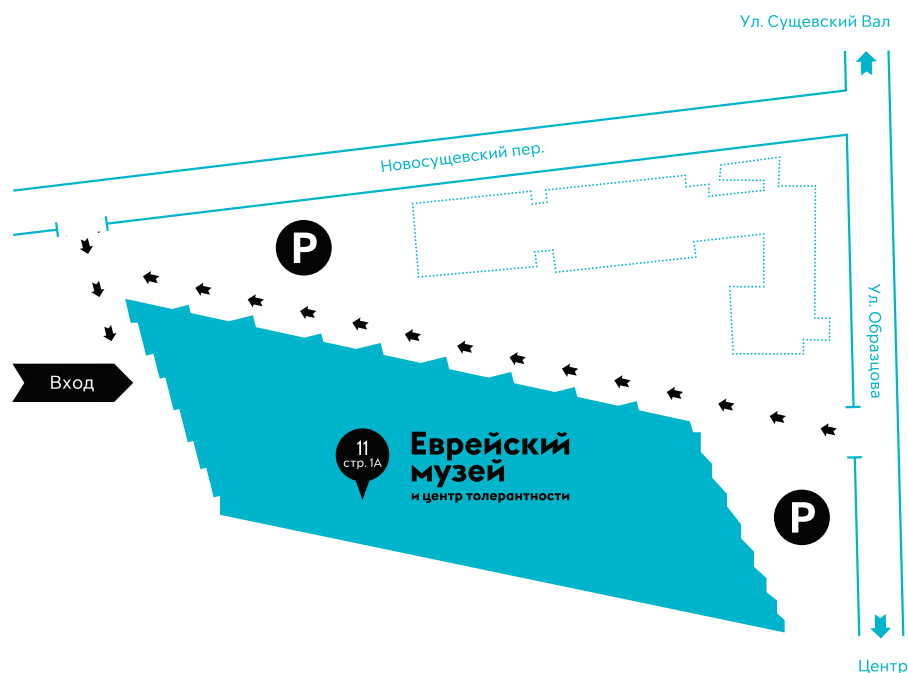 Ул. Сущевский Вал
Новосущевский пер.
P
Ул. Образцова
Вход
11
стр. 1А
Еврейский
музей
и центр толерантности
P
Центр